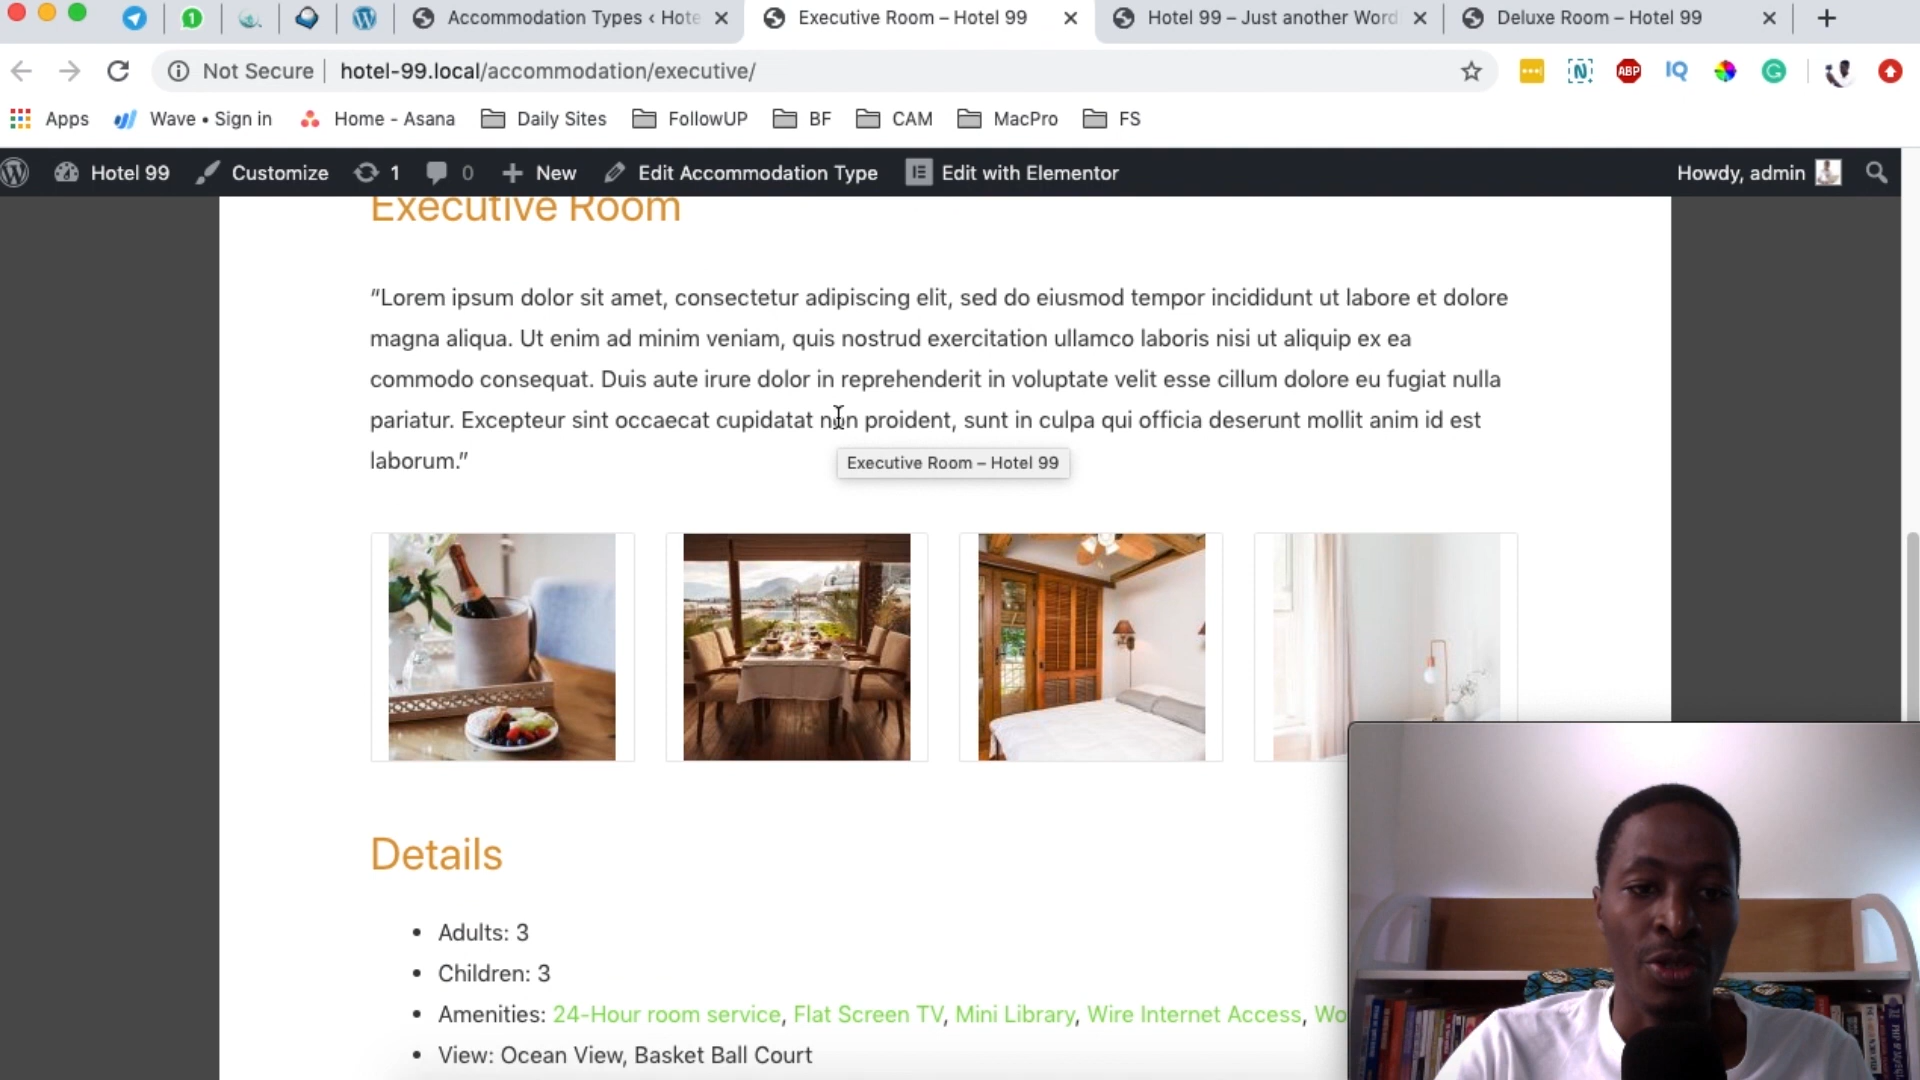 1
Accommodation Types ‹ Hote
Executive Room – Hotel 99
Hotel 99 – Just another Word
Deluxe Room – Hotel 99
Not Secure
hotel-99.local/accommodation/executive/
ABP
IQ
Apps
Wave • Sign in
Home - Asana
Daily Sites
FollowUP
BF
CAM
MacPro
FS
Hotel 99
Customize
1
0
New
Edit Accommodation Type
Edit with Elementor
Howdy, admin
Executive Room
“Lorem ipsum dolor sit amet, consectetur adipiscing elit, sed do eiusmod tempor incididunt ut labore et dolore
magna aliqua. Ut enim ad minim veniam, quis nostrud exercitation ullamco laboris nisi ut aliquip ex ea
commodo consequat. Duis aute irure dolor in reprehenderit in voluptate velit esse cillum dolore eu fugiat nulla
pariatur. Excepteur sint occaecat cupidatat non proident, sunt in culpa qui officia deserunt mollit anim id est
laborum.”
Executive Room – Hotel 99
Details
• Adults: 3
• Children: 3
• Amenities: 24-Hour room service, Flat Screen TV, Mini Library, Wire Internet Access, Wo
• View: Ocean View, Basket Ball Court